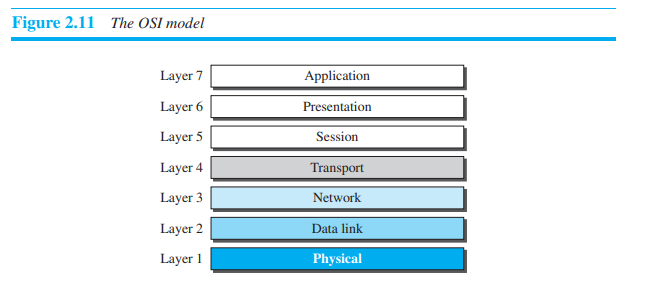 Figure 2.11 The OSI model
Layer 7 Application
Layer 6 Presentation
Layer 5 Session
Layer 4 Transport
Layer 3 Network
Layer 2 Data link
Layer 1 Physical